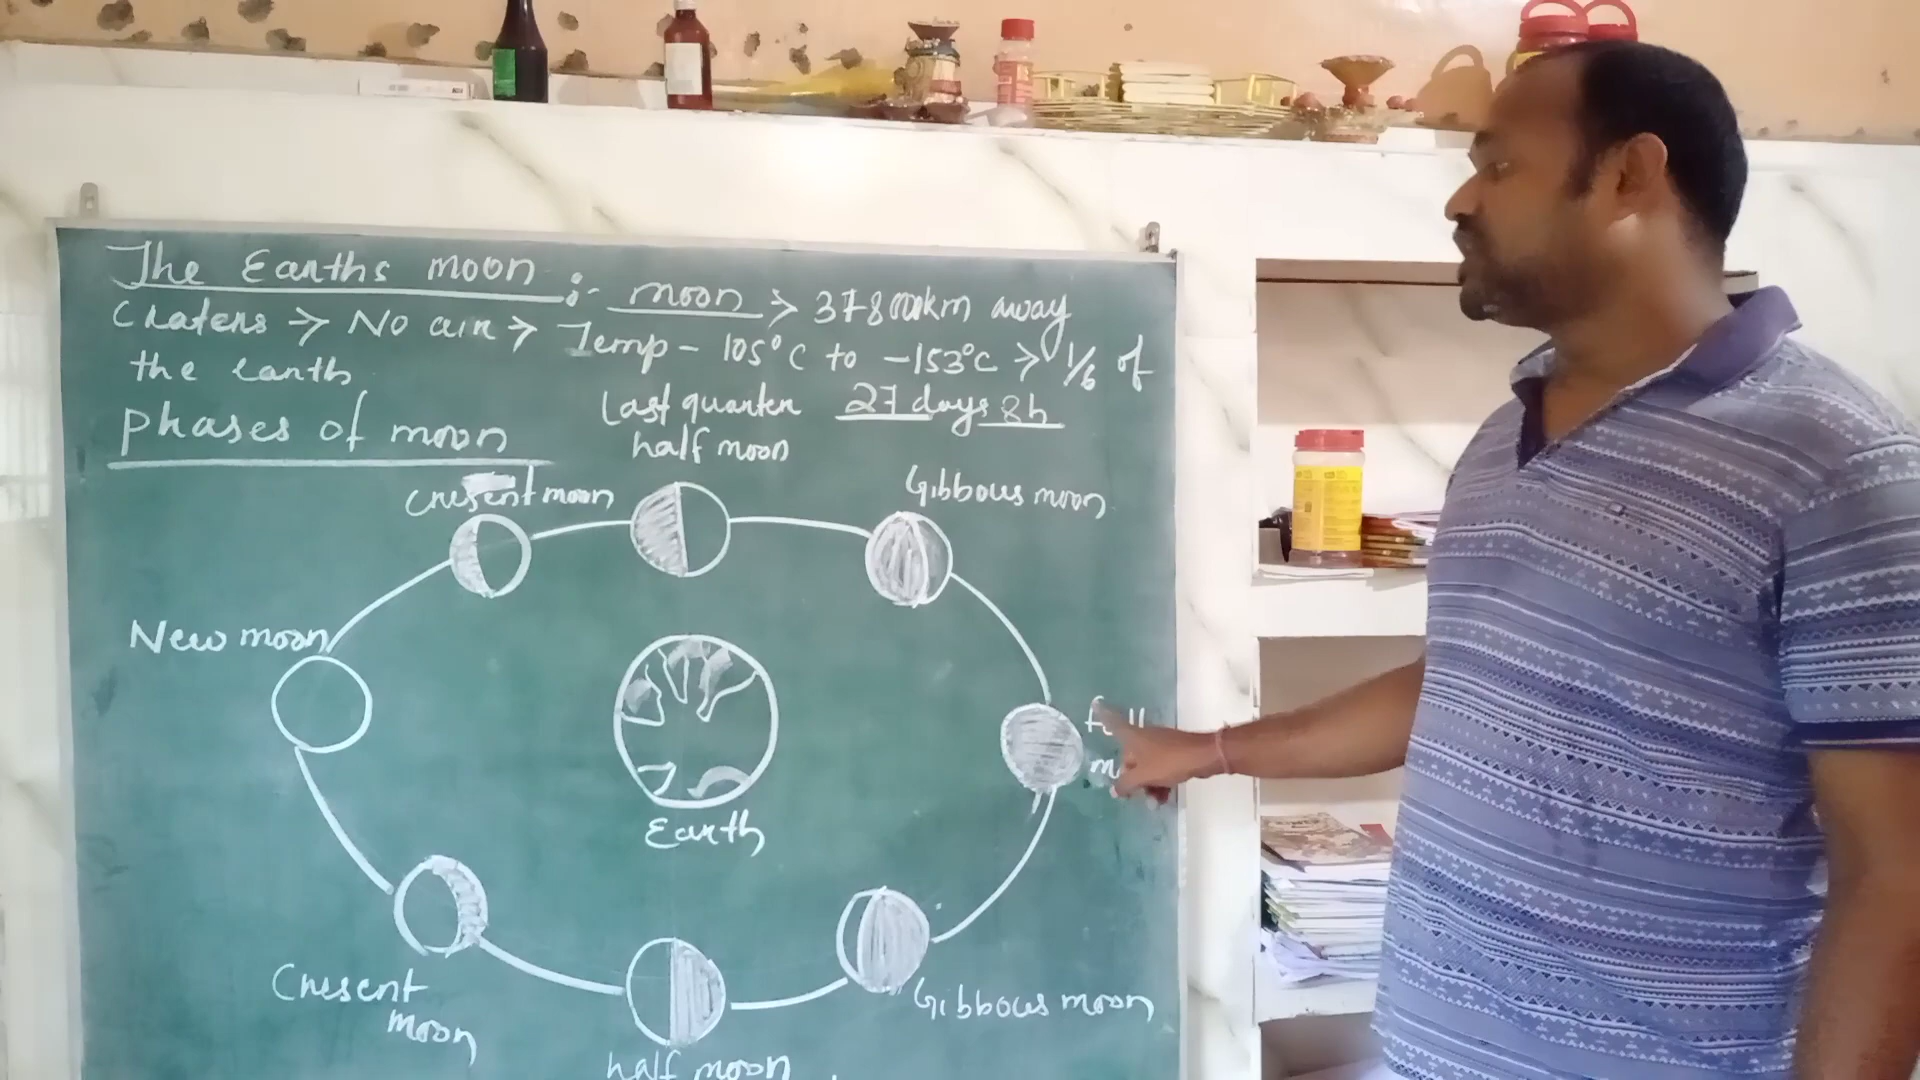 The Earths moon :- moon > 378000km away
Craters > No air > Temp - 105°C to -153°C > 1/6 of
the earth
Last quarter 27 days 8h
half moon
phases of moon
Cresent moon
Gibbous moon
New moon
Full
Earth
Cresent
moon
Gibbous moon
half moon